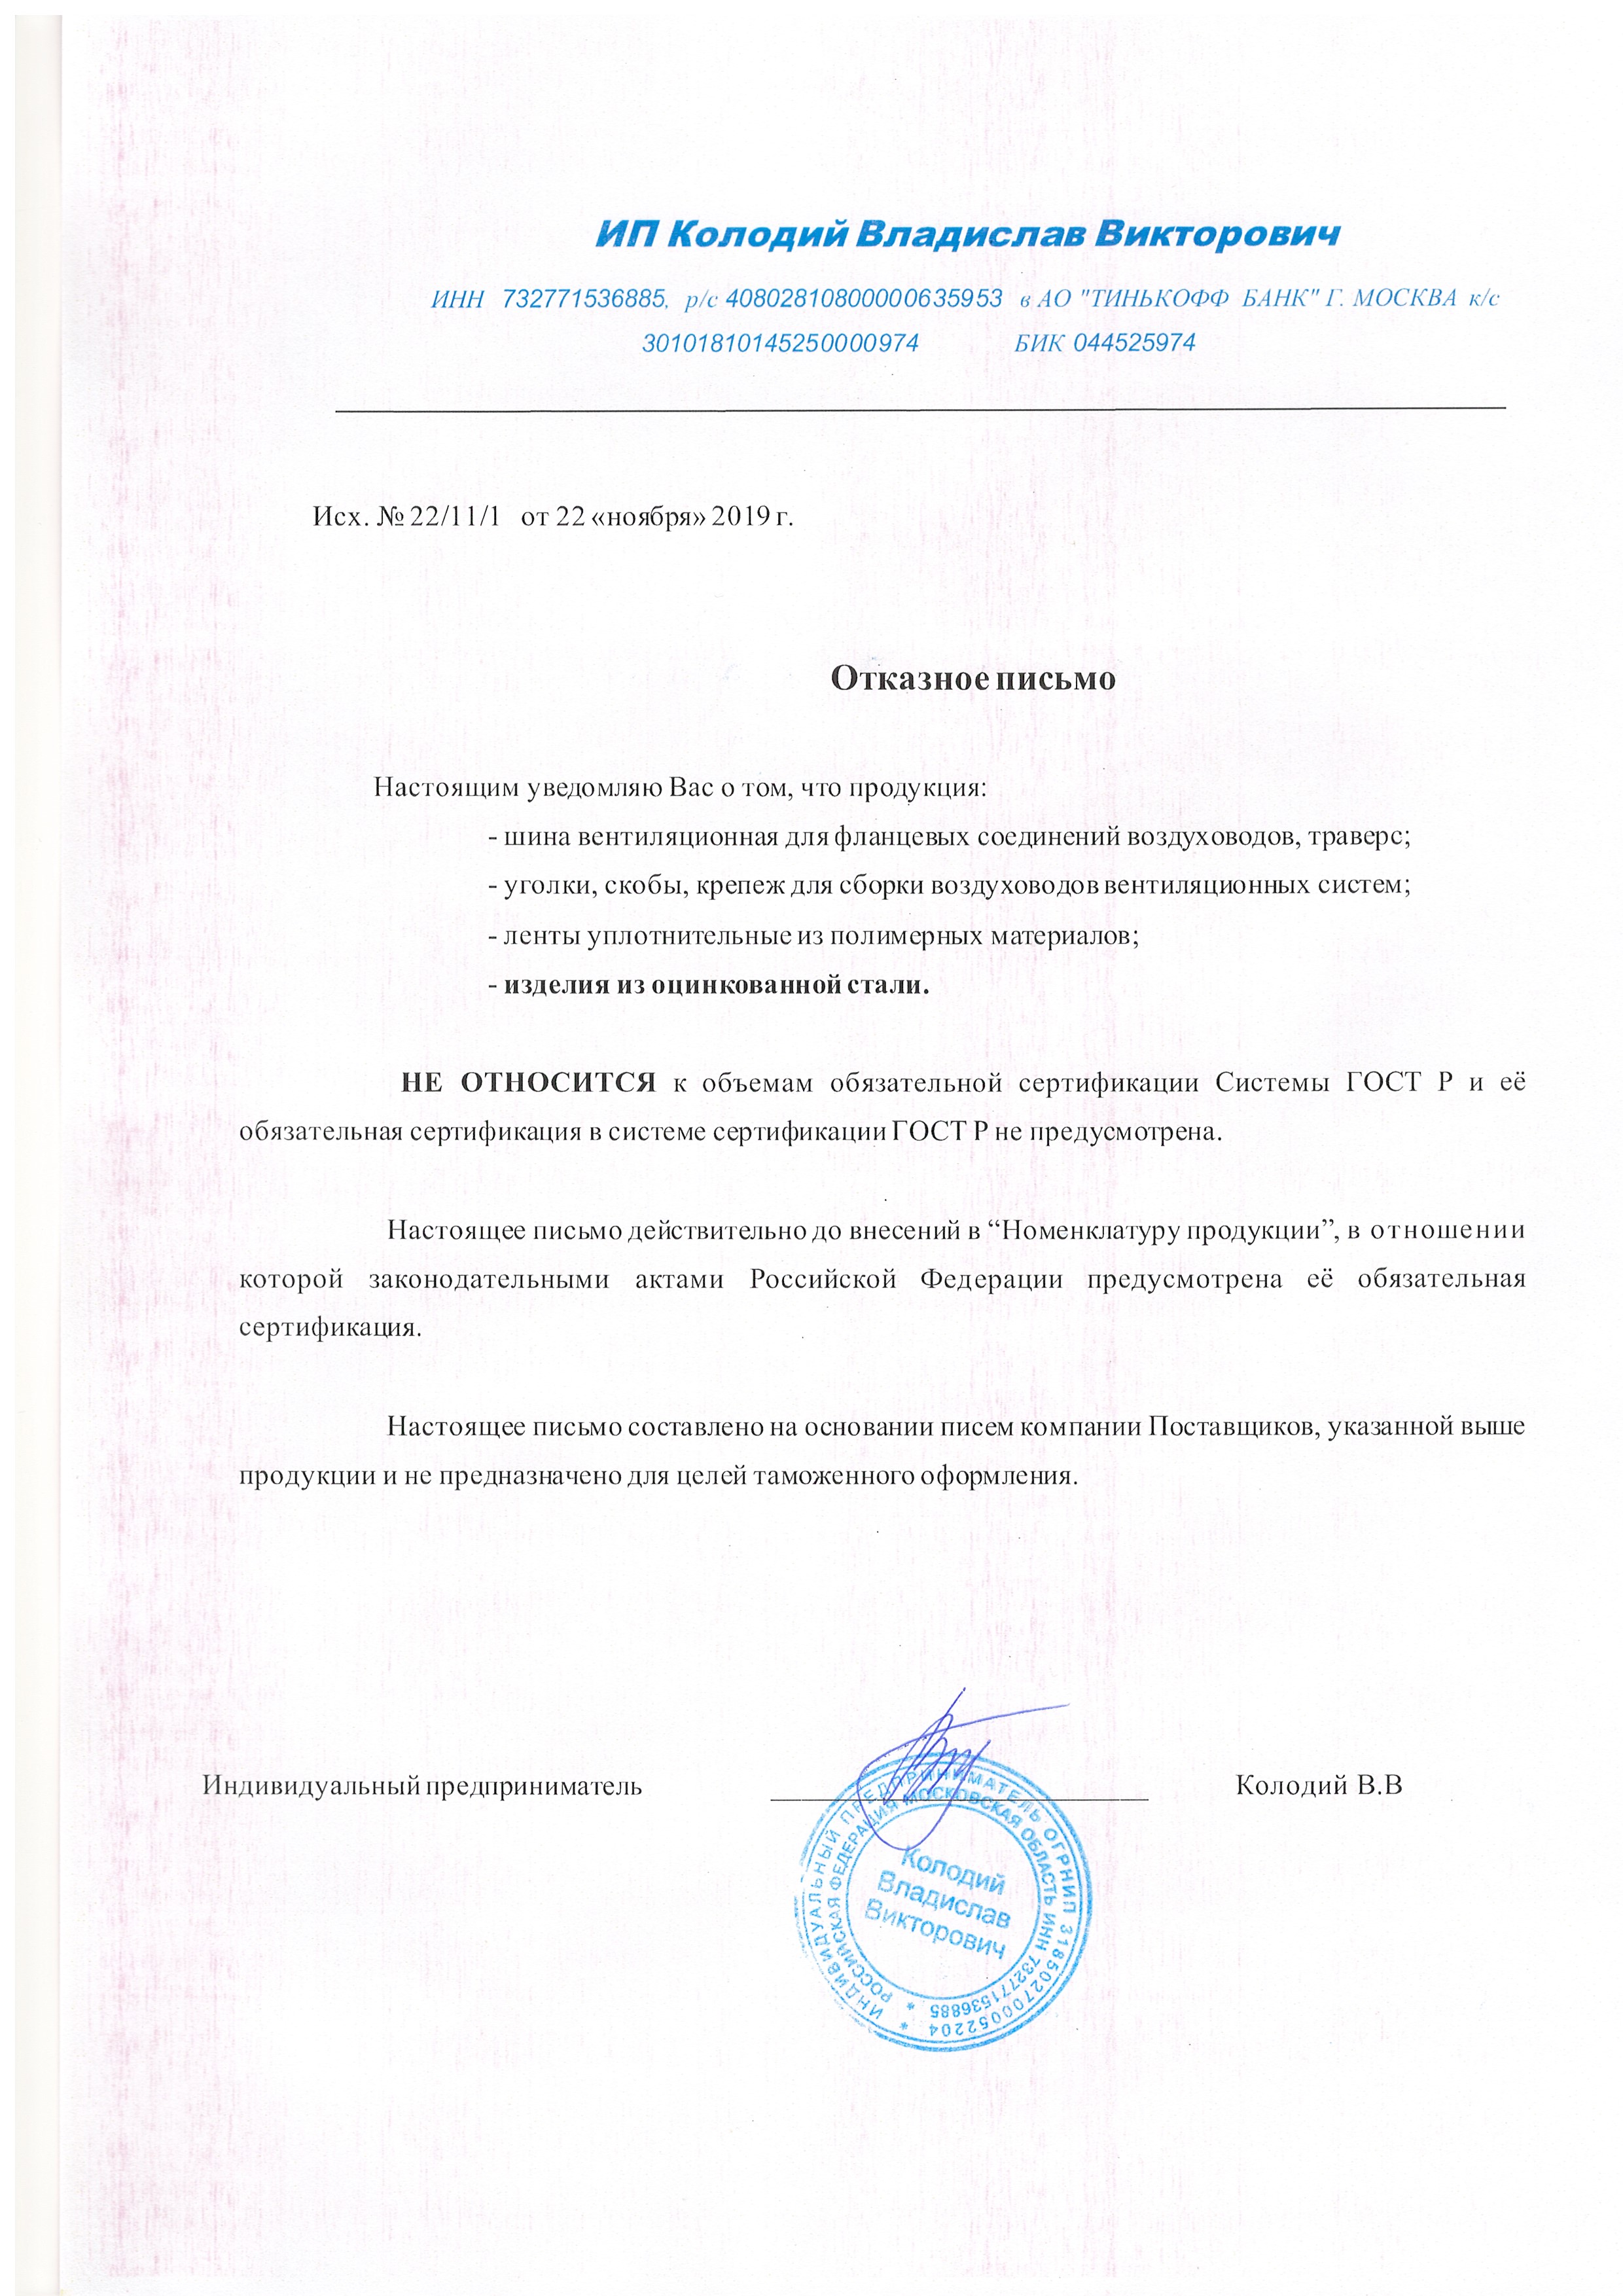 ИП Колодий Владислав Викторович
ИНН 732771536885, р/с 40802810800000635953 в АО "ТИНЬКОФФ БАНК" Г. МОСКВА к/с
30101810145250000974 БИК 044525974
Исх. № 22/11/1 от 22 «ноября» 2019 г.
Отказное письмо
Настоящим уведомляю Вас о том, что продукция:
- шина вентиляционная для фланцевых соединений воздуховодов, траверс;
- уголки, скобы, крепеж для сборки воздуховодов вентиляционных систем;
- ленты уплотнительные из полимерных материалов;
- изделия из оцинкованной стали.
НЕ ОТНОСИТСЯ к объемам обязательной сертификации Системы ГОСТ Р и её
обязательная сертификация в системе сертификации ГОСТ Р не предусмотрена.
Настоящее письмо действительно до внесений в “Номенклатуру продукции”, в отношении
которой законодательными актами Российской Федерации предусмотрена её обязательная
сертификация.
Настоящее письмо составлено на основании писем компании Поставщиков, указанной выше
продукции и не предназначено для целей таможенного оформления.
Индивидуальный предприниматель Колодий В.В
ИНДИВИДУАЛЬНЫЙ ПРЕДПРИНИМАТЕЛЬ ОГРНИП 318502700052204 *
РОССИЙСКАЯ ФЕДЕРАЦИЯ МОСКОВСКАЯ ОБЛАСТЬ ИНН 732771536885 *
Колодий
Владислав
Викторович